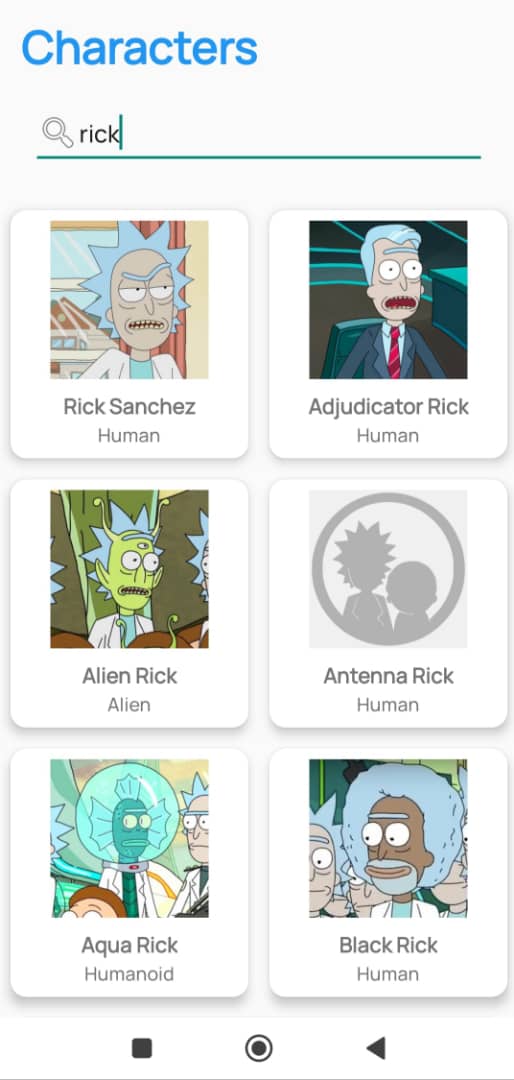 Characters
rick
Rick Sanchez
Human
Adjudicator Rick
Human
Alien Rick
Alien
Antenna Rick
Human
Aqua Rick
Humanoid
Black Rick
Human